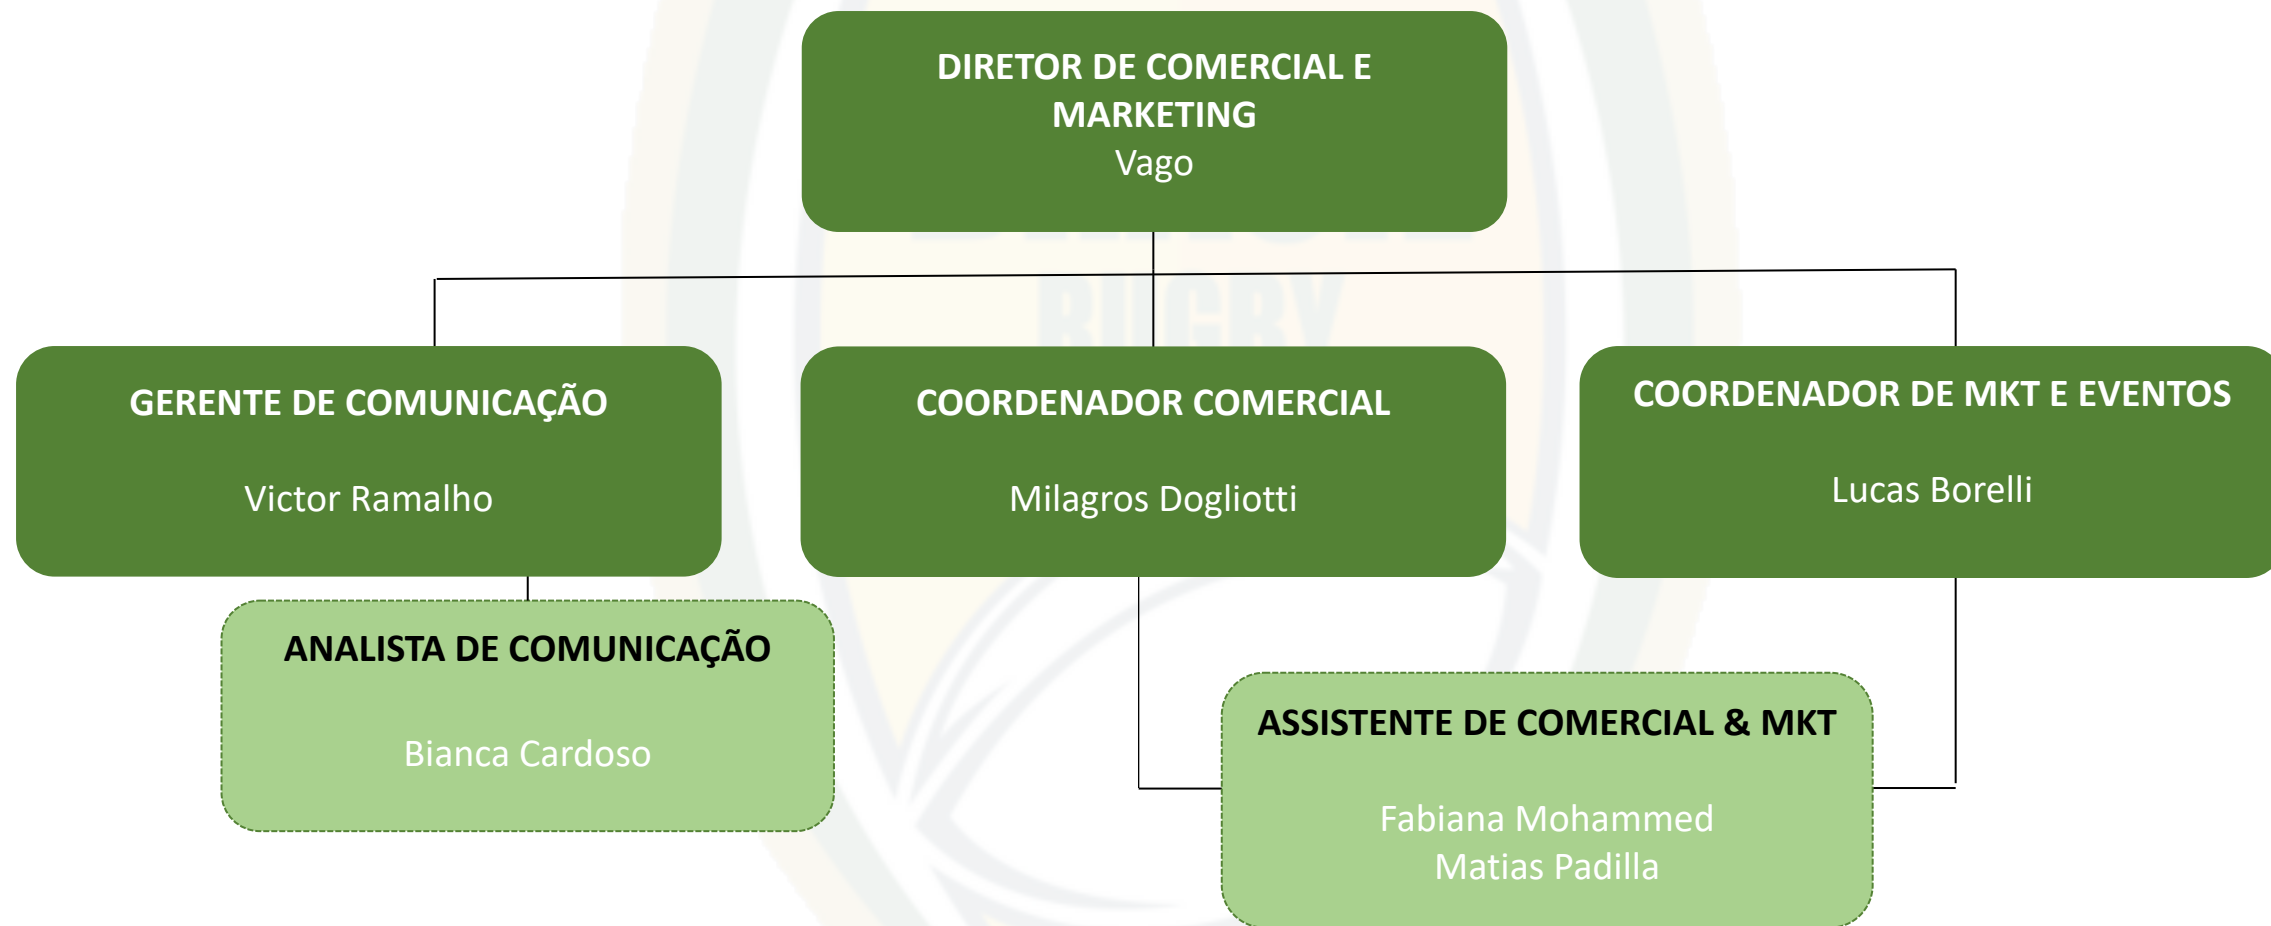 DIRETOR DE COMERCIAL E
MARKETING
Vago
GERENTE DE COMUNICAÇÃO
Victor Ramalho
COORDENADOR COMERCIAL
Milagros Dogliotti
COORDENADOR DE MKT E EVENTOS
Lucas Borelli
ANALISTA DE COMUNICAÇÃO
Bianca Cardoso
ASSISTENTE DE COMERCIAL & MKT
Fabiana Mohammed
Matias Padilla
RUGBY